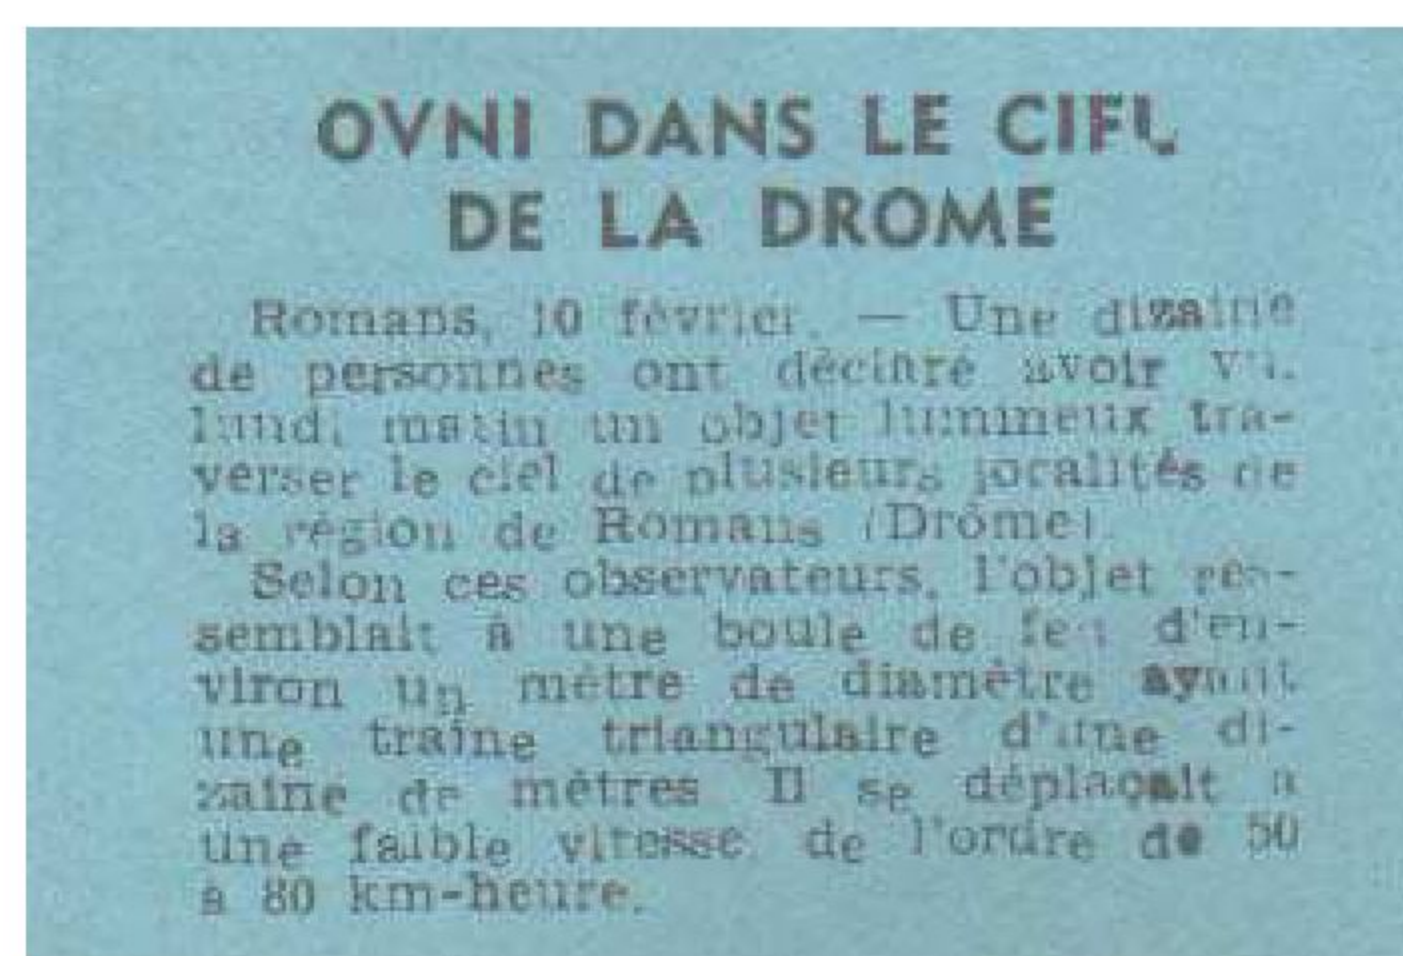 OVNI DANS LE CIEL
DE LA DROME
Romans, 10 février. — Une dizaine
de personnes ont déclaré avoir vu,
lundi matin un objet lumineux tra-
verser le ciel de plusieurs localités de
la région de Romans (Drôme).
Selon ces observateurs, l'objet res-
semblait à une boule de feu d'en-
viron un mètre de diamètre ayant
une traîne triangulaire d'une di-
zaine de mètres. Il se déplaçait à
une faible vitesse, de l'ordre de 50
à 80 km-heure.